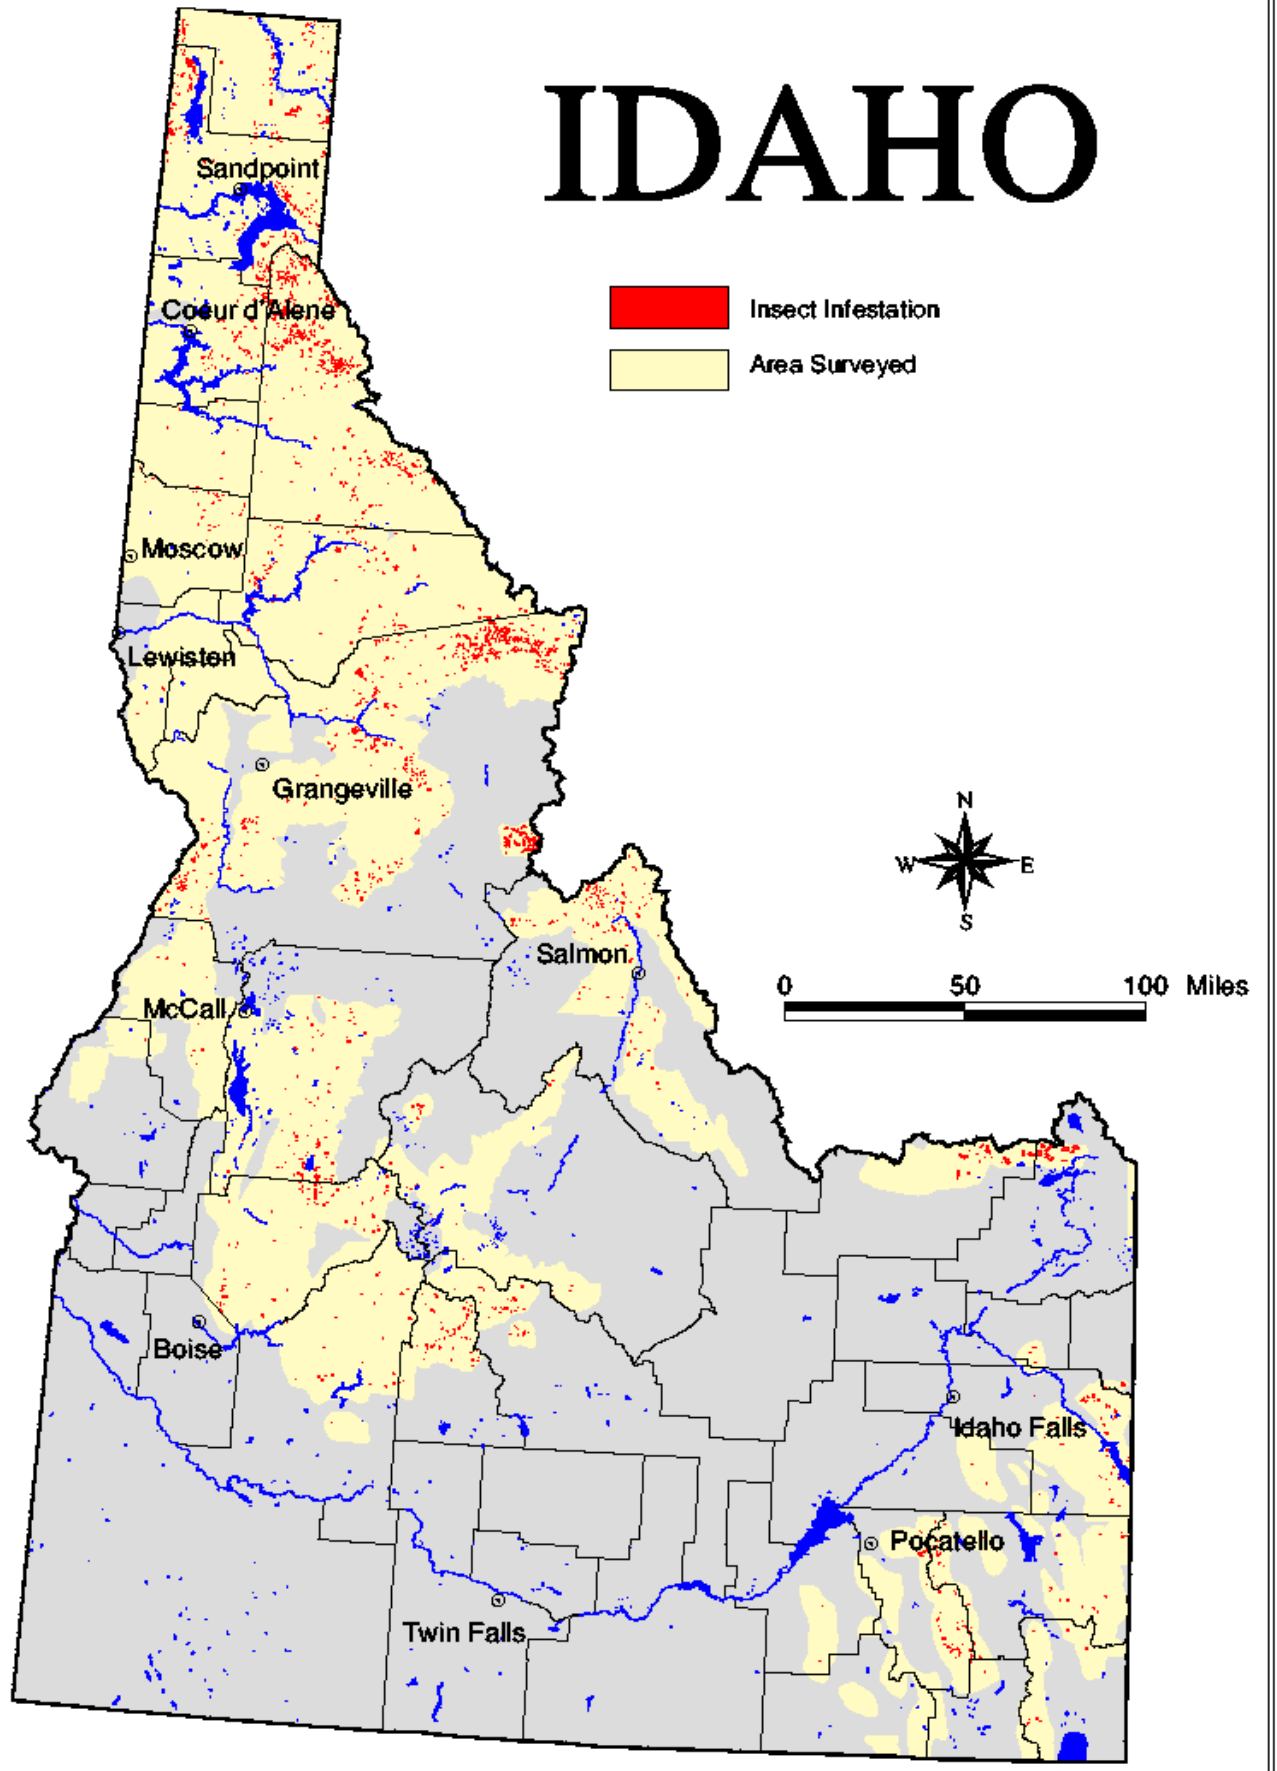 IDAHO
Sandpoint
Insect Infestation
Coeur d'Alene
Area Surveyed
Moscow
Lewiston
Grangeville
N
W E
S
Salmon
0 50 100 Miles
McCall
Boise
Idaho Falls
Pocatello
Twin Falls